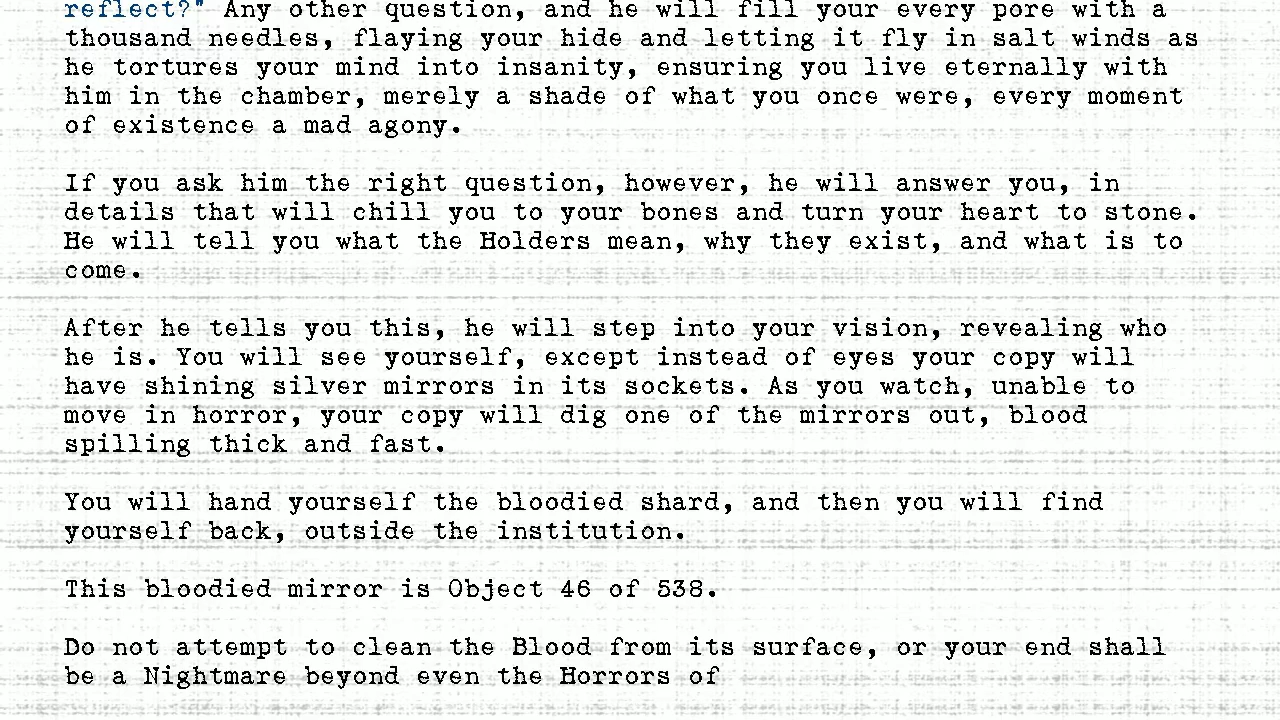 reflect?" Any other question, and he will fill your every pore with a
thousand needles, flaying your hide and letting it fly in salt winds as
he tortures your mind into insanity, ensuring you live eternally with
him in the chamber, merely a shade of what you once were, every moment
of existence a mad agony.
If you ask him the right question, however, he will answer you, in
details that will chill you to your bones and turn your heart to stone.
He will tell you what the Holders mean, why they exist, and what is to
come.
After he tells you this, he will step into your vision, revealing who
he is. You will see yourself, except instead of eyes your copy will
have shining silver mirrors in its sockets. As you watch, unable to
move in horror, your copy will dig one of the mirrors out, blood
spilling thick and fast.
You will hand yourself the bloodied shard, and then you will find
yourself back, outside the institution.
This bloodied mirror is Object 46 of 538.
Do not attempt to clean the Blood from its surface, or your end shall
be a Nightmare beyond even the Horrors of